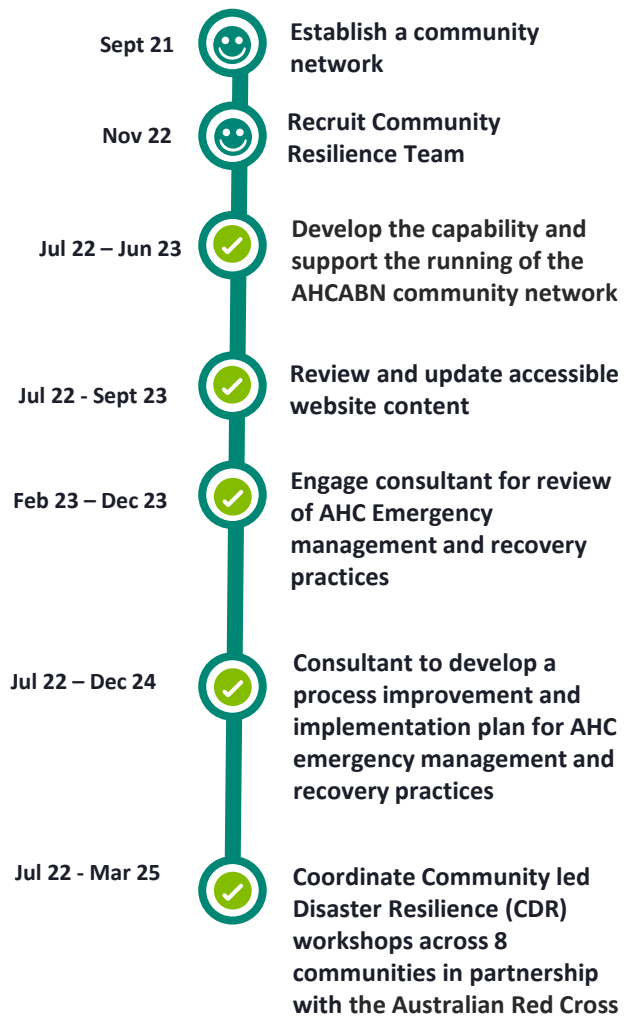 Sept 21
Establish a community
network
Nov 22
Recruit Community
Resilience Team
Jul 22 – Jun 23
Develop the capability and
support the running of the
AHCABN community network
Jul 22 - Sept 23
Review and update accessible
website content
Feb 23 – Dec 23
Engage consultant for review
of AHC Emergency
management and recovery
practices
Jul 22 – Dec 24
Consultant to develop a
process improvement and
implementation plan for AHC
emergency management and
recovery practices
Jul 22 - Mar 25
Coordinate Community led
Disaster Resilience (CDR)
workshops across 8
communities in partnership
with the Australian Red Cross